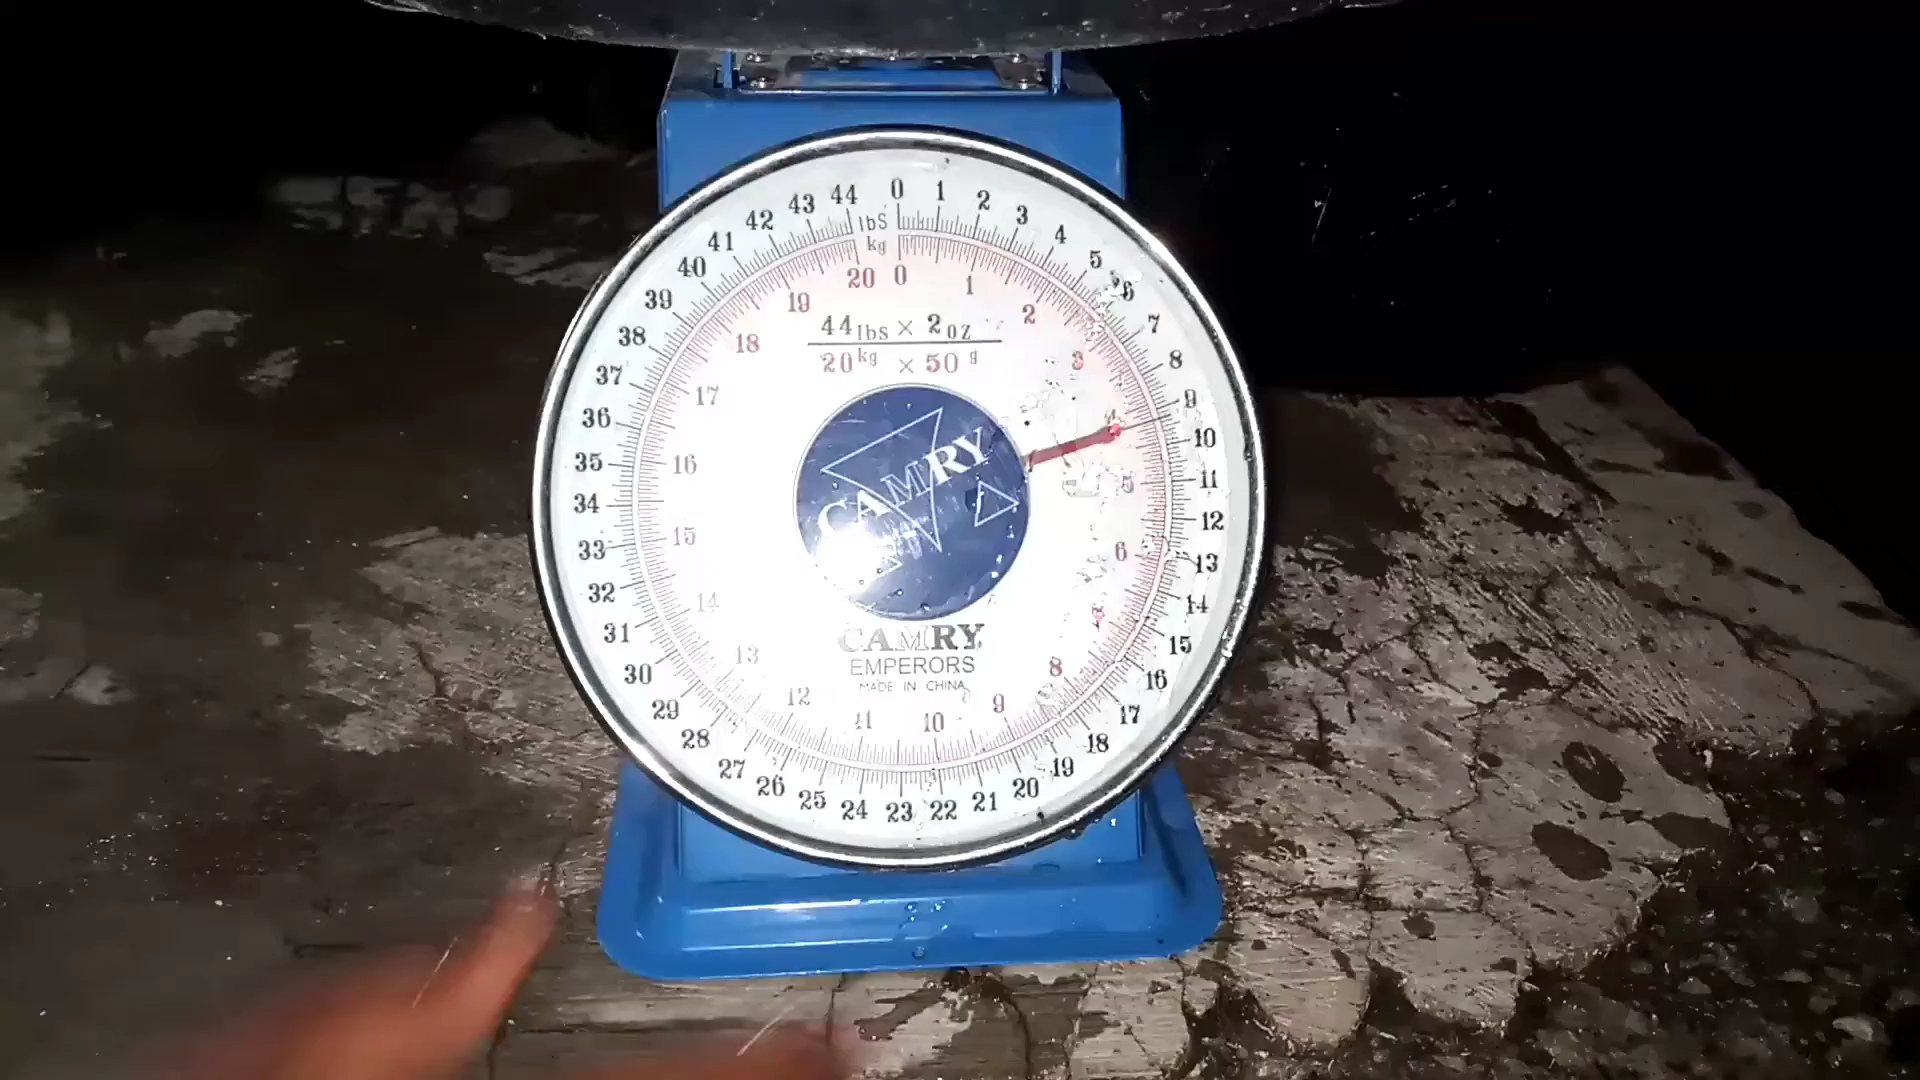 0 1 2 3 4 5 6 7 8 9 10 11 12 13 14 15 16 17 18 19 20 21 22 23 24 25 26 27 28 29 30 31 32 33 34 35 36 37 38 39 40 41 42 43 44
lbs
kg
0 1 2 3 4 5 6 7 8 9 10 11 12 13 14 15 16 17 18 19 20
44 lbs × 2 oz
20 kg × 50 g
CAMRY
CAMRY
EMPERORS
MADE IN CHINA